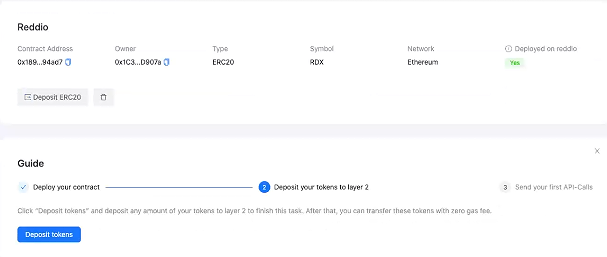 Reddio
Contract Address Owner Type Symbol Network Deployed on reddio
0x189...94ad7 0x1C3...D907a ERC20 RDX Ethereum Yes
Deposit ERC20
Guide
Deploy your contract 2 Deposit your tokens to layer 2 3 Send your first API-Calls
Click "Deposit tokens" and deposit any amount of your tokens to layer 2 to finish this task. After that, you can transfer these tokens with zero gas fee.
Deposit tokens